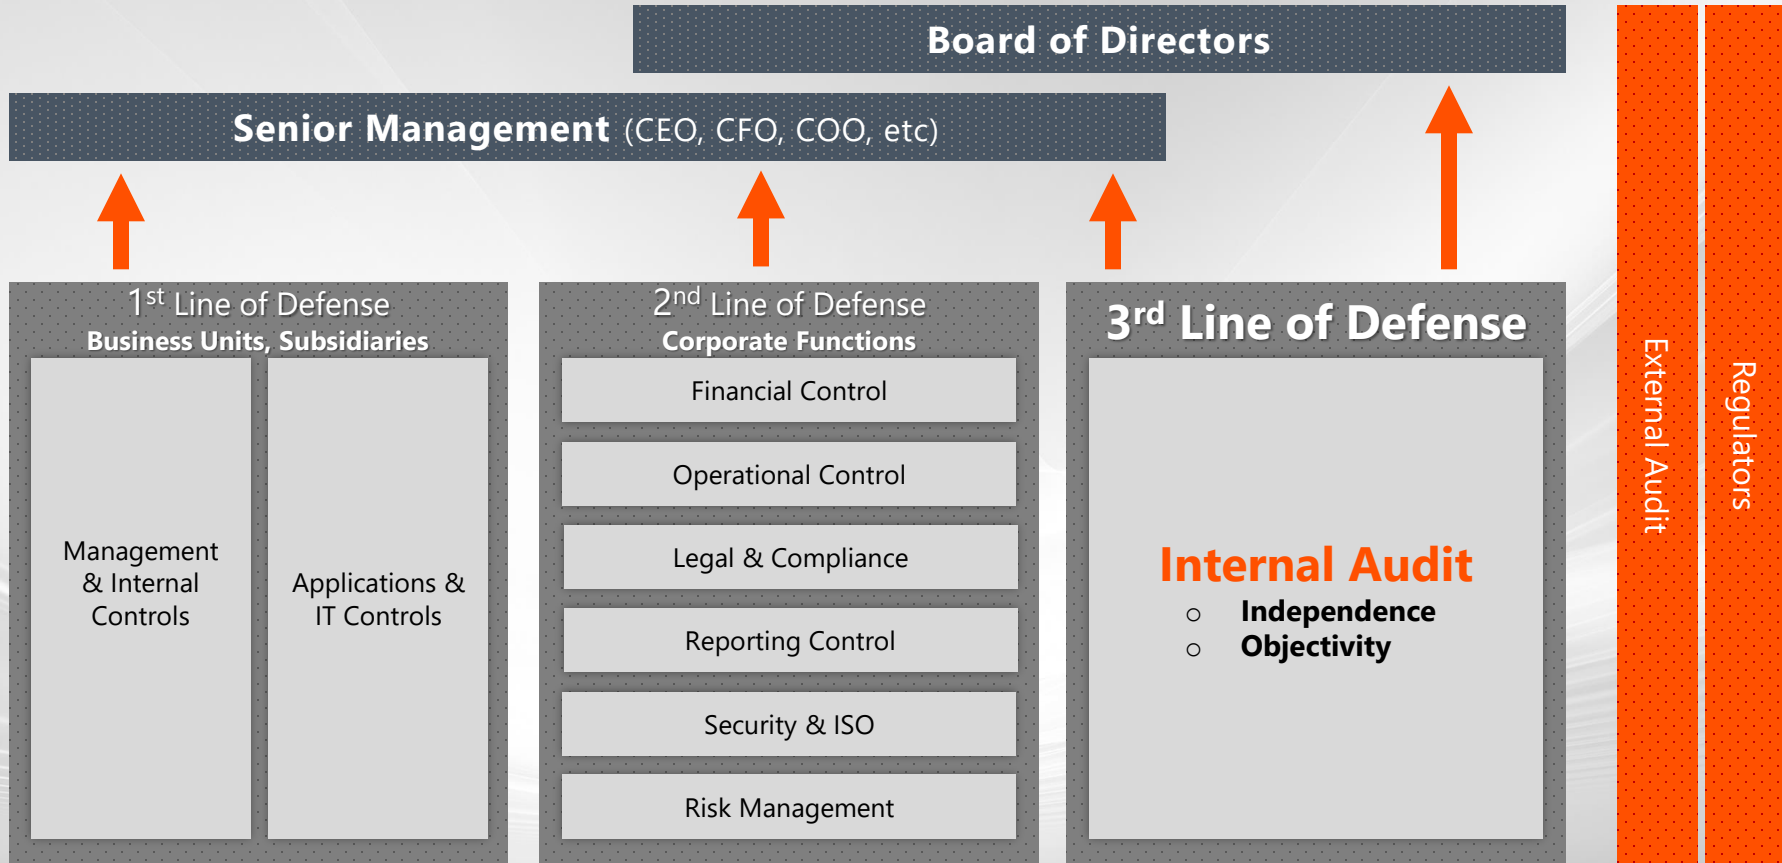 Board of Directors
Senior Management (CEO, CFO, COO, etc)
1st Line of Defense
Business Units, Subsidiaries
Management
& Internal
Controls
Applications &
IT Controls
2nd Line of Defense
Corporate Functions
Financial Control
Operational Control
Legal & Compliance
Reporting Control
Security & ISO
Risk Management
3rd Line of Defense
Internal Audit
o Independence
o Objectivity
External Audit
Regulators